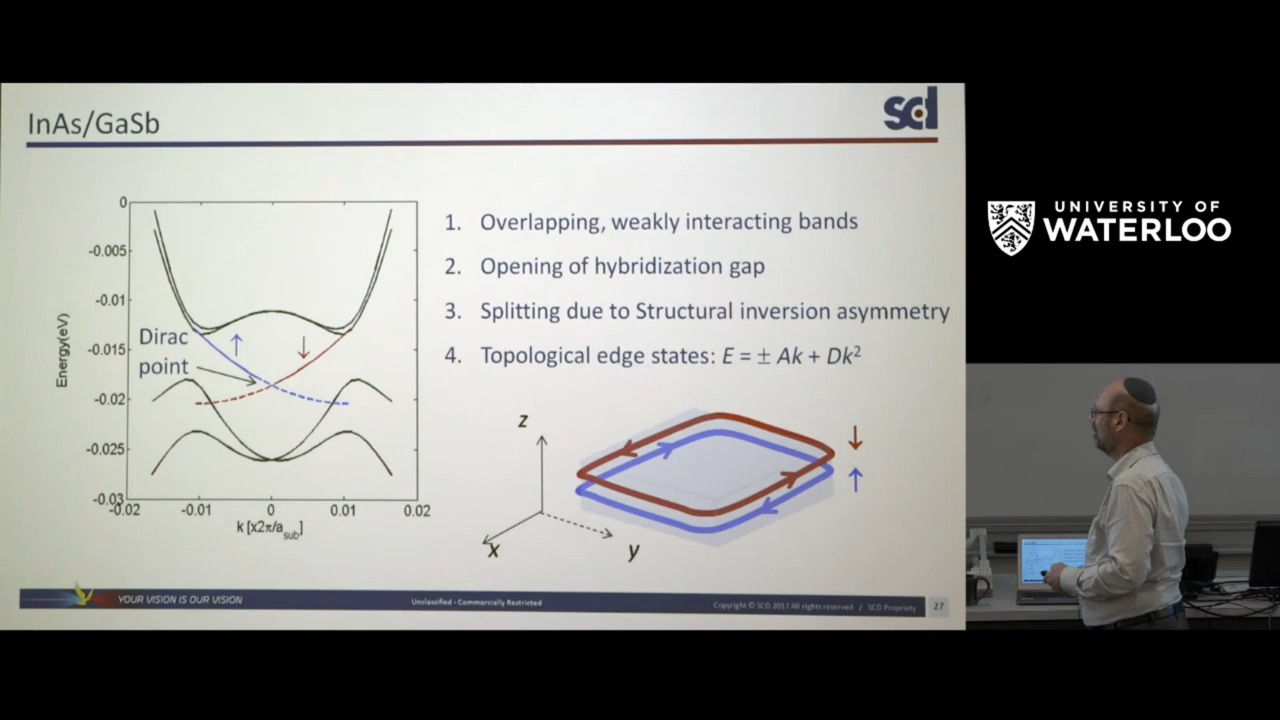 InAs/GaSb
scd
0
-0.005
-0.01
-0.015
-0.02
-0.025
-0.03
Energy(eV)
-0.02
-0.01
0
0.01
0.02
k [x2π/a_sub]
Dirac
point
↑
↓
1. Overlapping, weakly interacting bands
2. Opening of hybridization gap
3. Splitting due to Structural inversion asymmetry
4. Topological edge states: E = ± Ak + Dk²
z
x
y
↓
↑
YOUR VISION IS OUR VISION
Unclassified - Commercially Restricted
Copyright © SCD 2017 All rights reserved / SCD Propriety
27
UNIVERSITY OF
WATERLOO